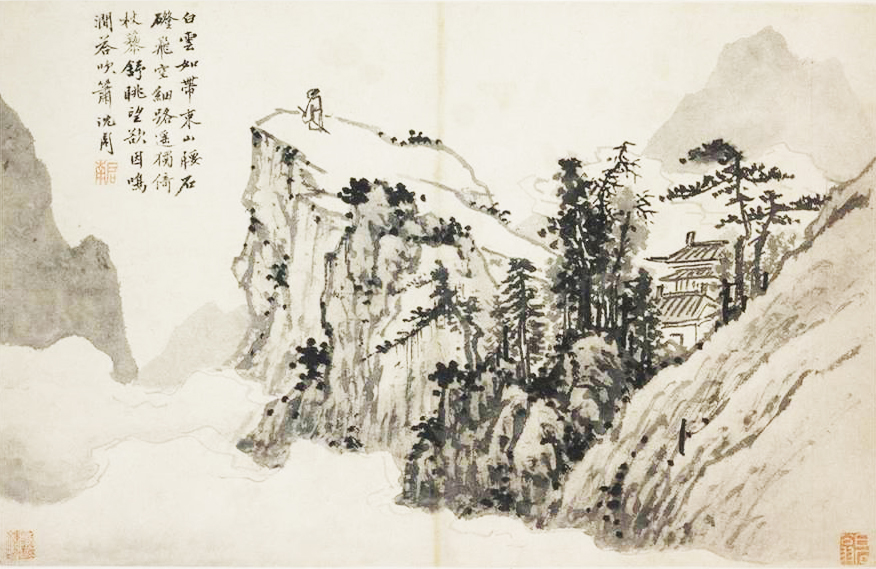 白雲如帶束山腰石
磴飛空細路遙獨倚
杖藜舒眺望欲因鳴
澗答吹簫 沈周